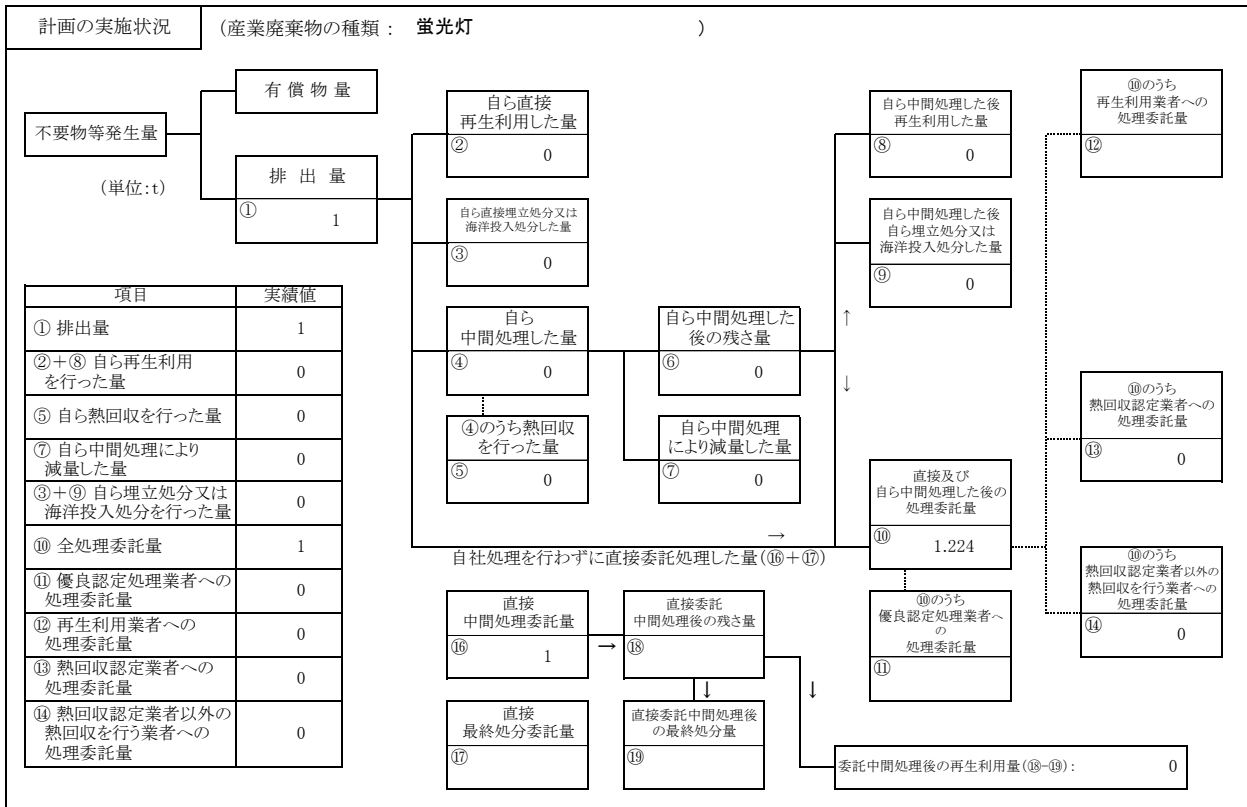 計画の実施状況
(産業廃棄物の種類： 蛍光灯 )
不要物等発生量
(単位:t)
有償物量
排出量
① 1
自ら直接
再生利用した量
② 0
自ら直接埋立処分又は
海洋投入処分した量
③ 0
自ら
中間処理した量
④ 0
④のうち熱回収
を行った量
⑤ 0
自ら中間処理した
後の残さ量
⑥ 0
自ら中間処理
により減量した量
⑦ 0
自ら中間処理した後
再生利用した量
⑧ 0
自ら中間処理した後
自ら埋立処分又は
海洋投入処分した量
⑨ 0
↑
↓
直接及び
自ら中間処理した後の
処理委託量
⑩ 1.224
⑩のうち
優良認定処理業者へ
の
処理委託量
⑪
⑩のうち
再生利用業者への
処理委託量
⑫
⑩のうち
熱回収認定業者への
処理委託量
⑬ 0
⑩のうち
熱回収認定業者以外の
熱回収を行う業者への
処理委託量
⑭ 0
→
自社処理を行わずに直接委託処理した量(⑯＋⑰)
直接
中間処理委託量
⑯ 1
→
直接委託
中間処理後の残さ量
⑱
↓
↓
直接
最終処分委託量
⑰
直接委託中間処理後
の最終処分量
⑲
委託中間処理後の再生利用量(⑱-⑲)： 0
項目 実績値
① 排出量 1
②＋⑧ 自ら再生利用
を行った量 0
⑤ 自ら熱回収を行った量 0
⑦ 自ら中間処理により
減量した量 0
③＋⑨ 自ら埋立処分又は
海洋投入処分を行った量 0
⑩ 全処理委託量 1
⑪ 優良認定処理業者への
処理委託量 0
⑫ 再生利用業者への
処理委託量 0
⑬ 熱回収認定業者への
処理委託量 0
⑭ 熱回収認定業者以外の
熱回収を行う業者への
処理委託量 0